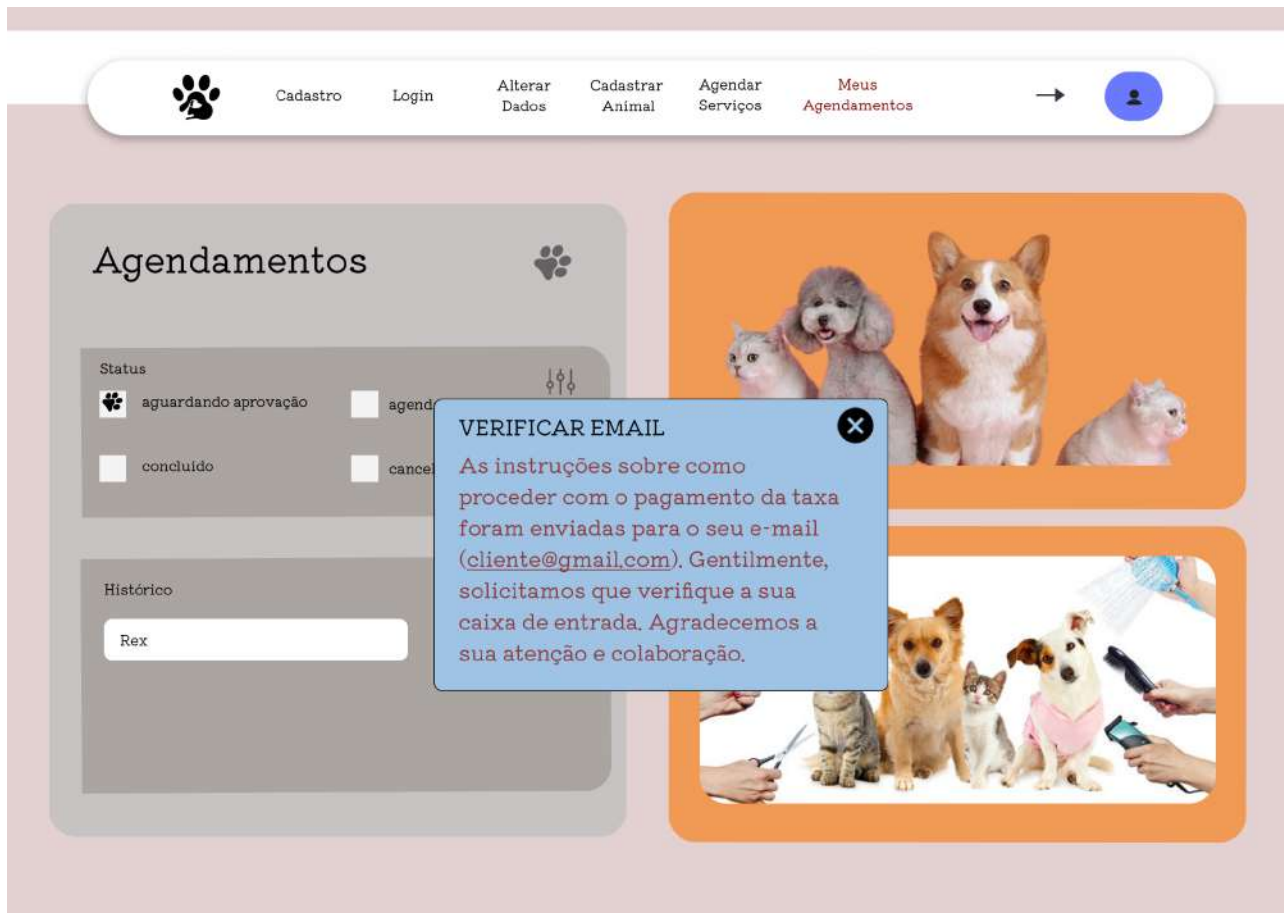 Cadastro
Login
Alterar
Dados
Cadastrar
Animal
Agendar
Serviços
Meus
Agendamentos
Agendamentos
Status
aguardando aprovação
agend
concluído
cancel
VERIFICAR EMAIL
As instruções sobre como
proceder com o pagamento da taxa
foram enviadas para o seu e-mail
(cliente@gmail.com). Gentilmente,
solicitamos que verifique a sua
caixa de entrada. Agradecemos a
sua atenção e colaboração.
Histórico
Rex